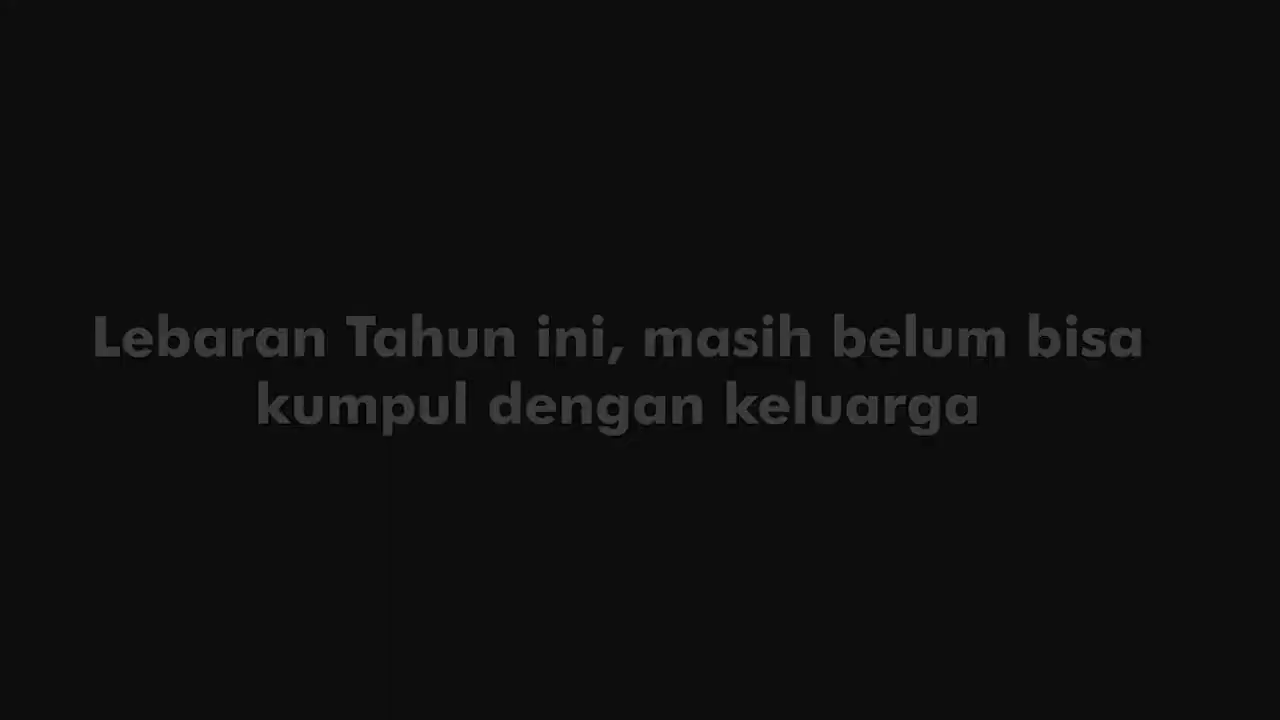 Lebaran Tahun ini, masih belum bisa
kumpul dengan keluarga